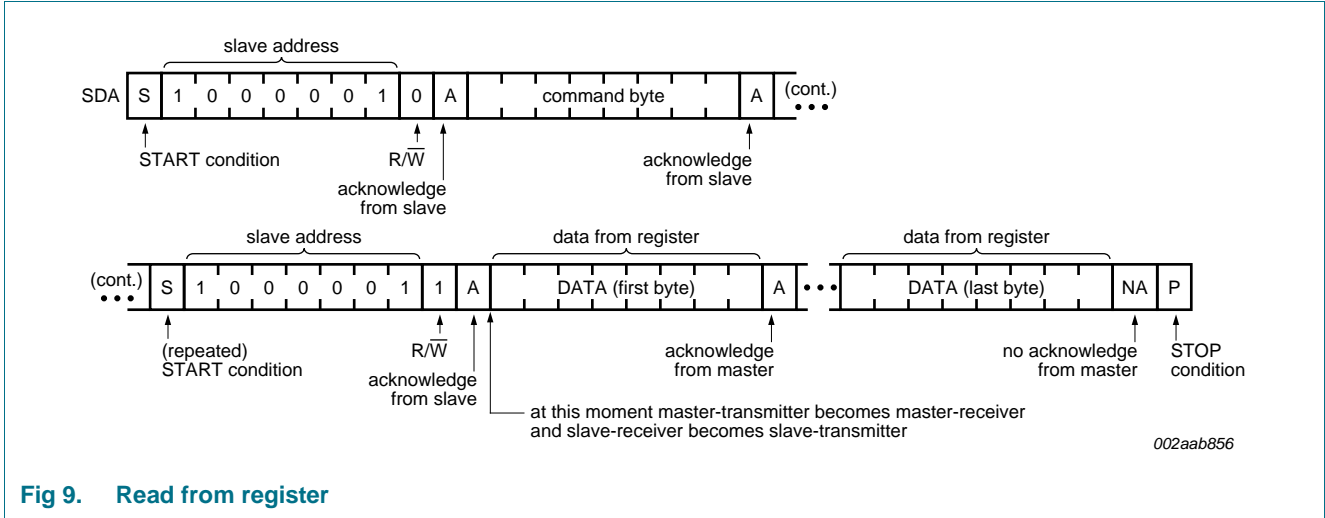 slave address
SDA S 1 0 0 0 0 0 1 0 A command byte A (cont.)
START condition R/W̅ acknowledge from slave acknowledge from slave
slave address data from register data from register
(cont.) S 1 0 0 0 0 0 1 1 A DATA (first byte) A DATA (last byte) NA P
(repeated) START condition R/W̅ acknowledge from slave acknowledge from master no acknowledge from master STOP condition
at this moment master-transmitter becomes master-receiver
and slave-receiver becomes slave-transmitter
002aab856
Fig 9. Read from register